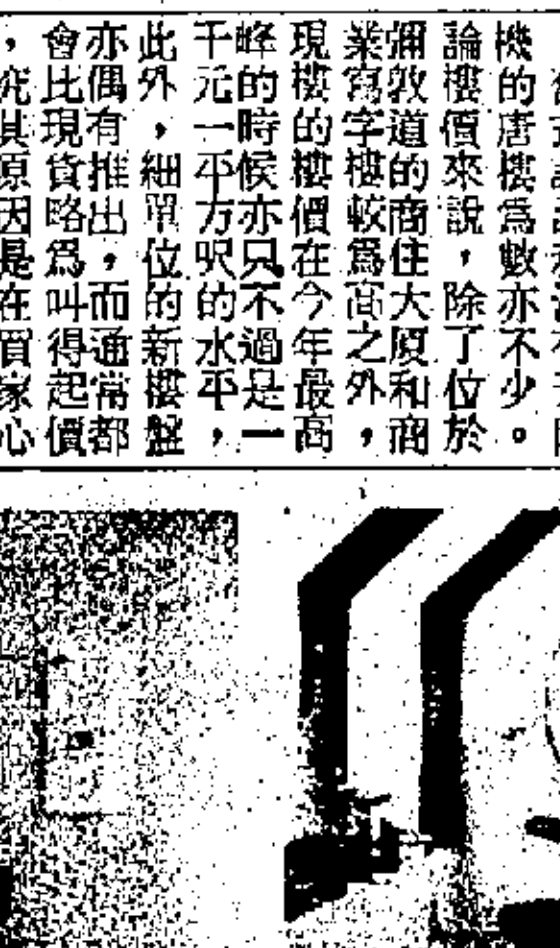 機的唐樓爲數亦不少。
論樓價來說，除了位於
彌敦道的商住大廈和商
業寫字樓較爲高之外，
現樓的樓價在今年最高
峰的時候亦只不過是一
千元一平方呎的水平，
此外，細單位的新樓盤
亦偶有推出，而通常都
會比現貨略爲叫得起價
，究其原因是在買家心